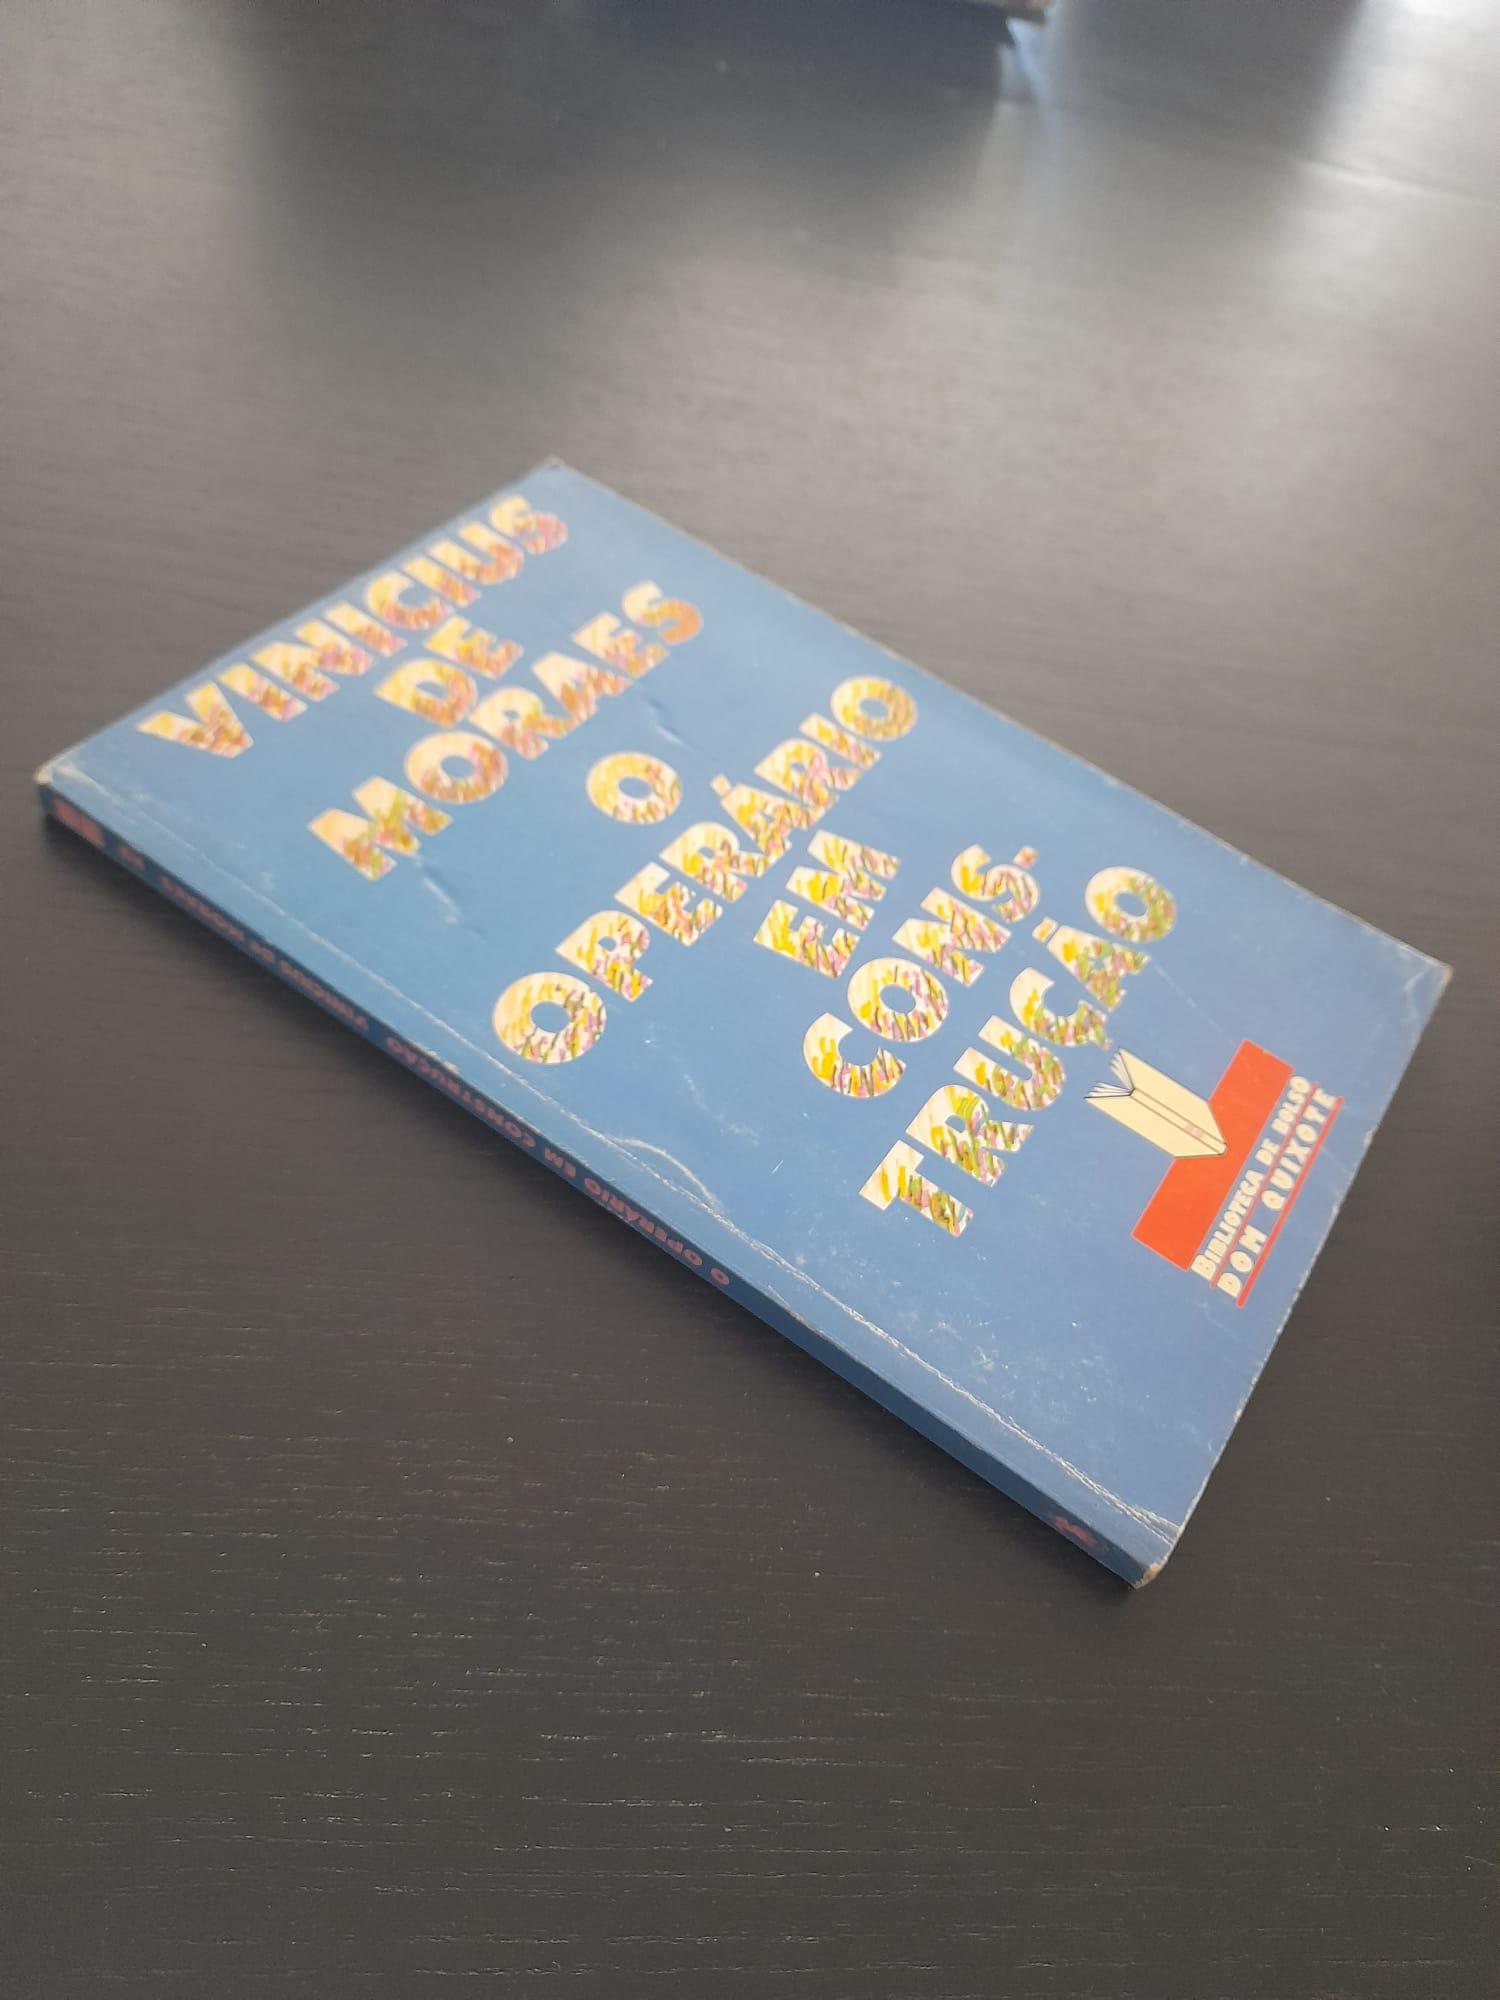 VINICIUS
DE
MORAES
O
OPERÁRIO
EM
CONS-
TRUÇÃO
BIBLIOTECA DE BOLSO
DOM QUIXOTE
O OPERÁRIO EM CONSTRUÇÃO VINICIUS DE MORAES